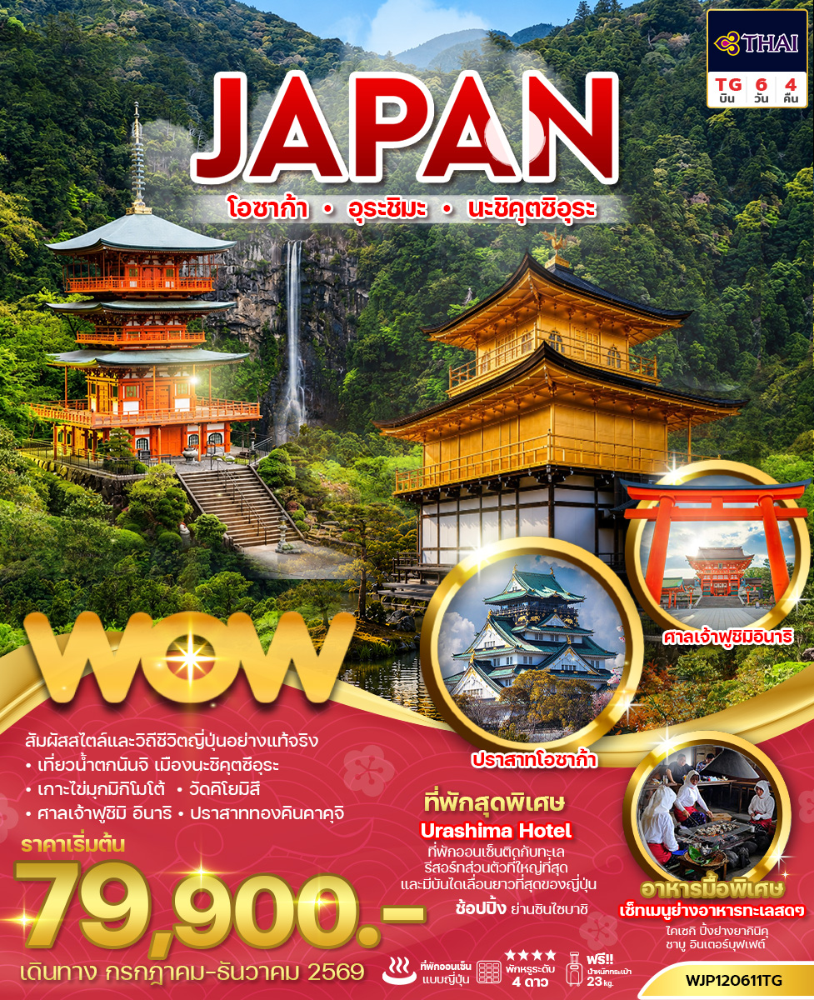 THAI
TG 6 4
บิน วัน คืน
JAPAN
โอซาก้า • อุระชิมะ • นะชิคุตซิอุระ
ศาลเจ้าฟูชิมิอินาริ
ปราสาทโอซาก้า
WOW
สัมผัสสไตล์และวิถีชีวิตญี่ปุ่นอย่างแท้จริง
• เที่ยวน้ำตกนันจิ เมืองนะชิคุตซึอุระ
• เกาะไข่มุกมิกิโมโต้ • วัดคิโยมิสึ
• ศาลเจ้าฟูชิมิ อินาริ • ปราสาททองคินคาคุจิ
ราคาเริ่มต้น
79,900.-
เดินทาง กรกฎาคม-ธันวาคม 2569
ที่พักสุดพิเศษ
Urashima Hotel
ที่พักออนเซ็นติดกับทะเล
รีสอร์ทส่วนตัวที่ใหญ่ที่สุด
และมีบันไดเลื่อนยาวที่สุดของญี่ปุ่น
ช้อปปิ้ง ย่านชินไซบาชิ
อาหารมื้อพิเศษ
เซ็ทเมนูย่างอาหารทะเลสดๆ
ไคเซกิ ปิ้งย่างยากินิคุ
ชาบู อินเตอร์บุฟเฟต์
ที่พักออนเซ็น
แบบญี่ปุ่น
พักหรูระดับ
4 ดาว
ฟรี!!
น้ำหนักกระเป๋า
23 kg.
WJP120611TG